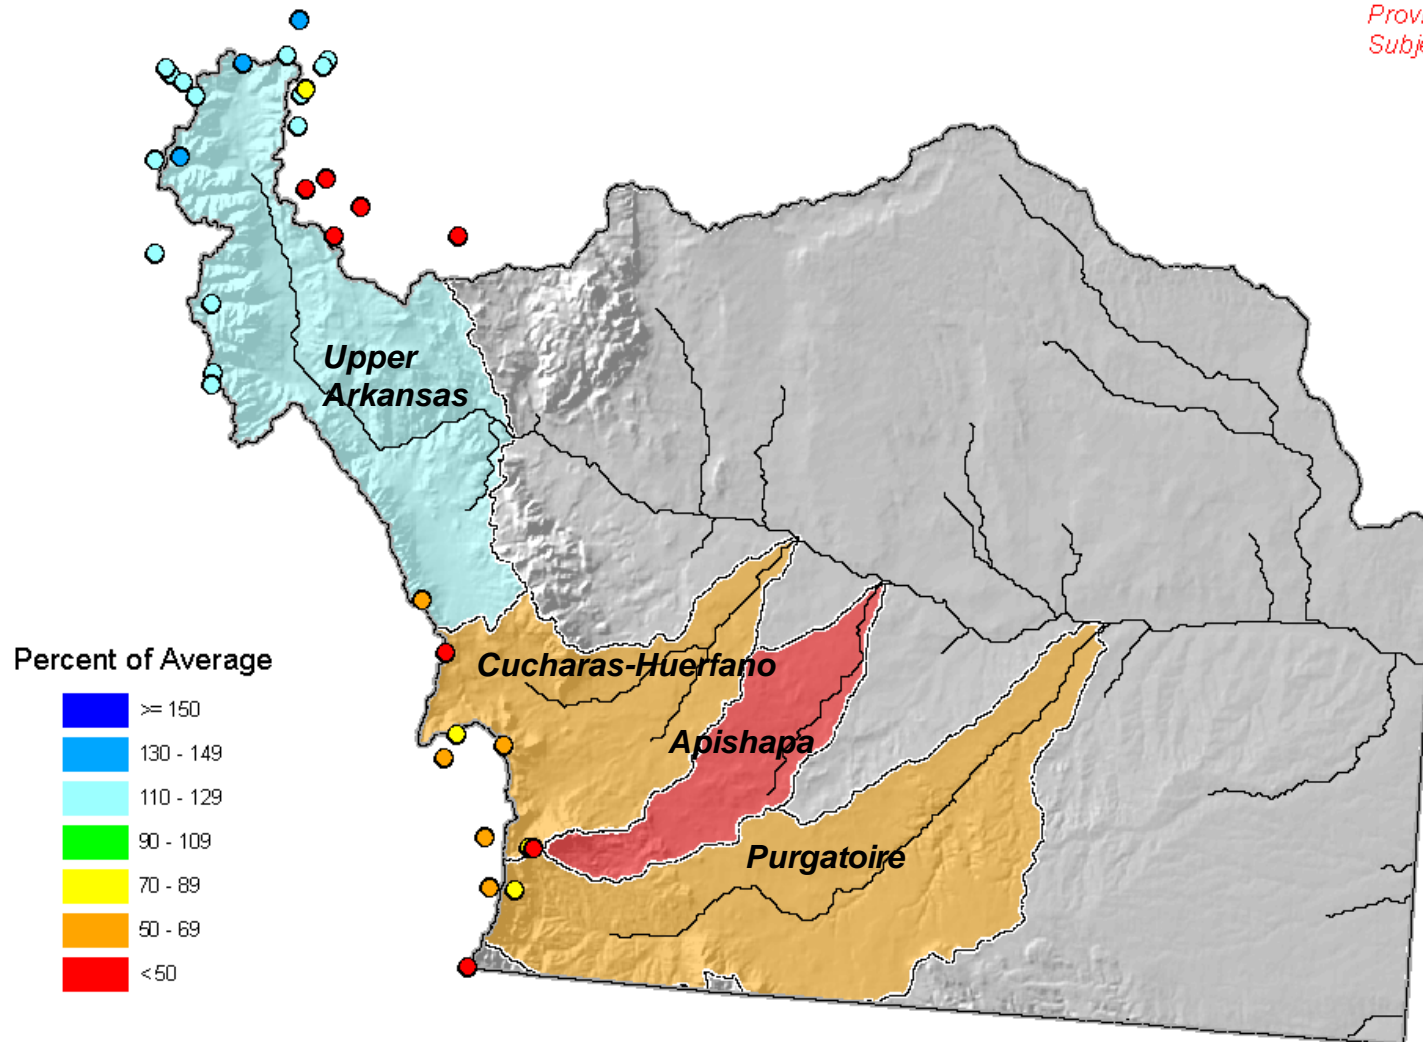 Upper
Arkansas
Cucharas-Huerfano
Apishapa
Purgatoire
Percent of Average
>= 150
130 - 149
110 - 129
90 - 109
70 - 89
50 - 69
<50